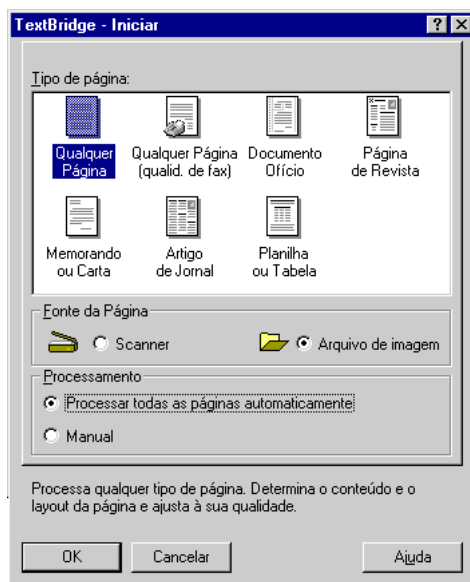 TextBridge - Iniciar
Tipo de página:
Qualquer Página
Qualquer Página (qualid. de fax)
Documento Ofício
Página de Revista
Memorando ou Carta
Artigo de Jornal
Planilha ou Tabela
Fonte da Página
Scanner
Arquivo de imagem
Processamento
Processar todas as páginas automaticamente
Manual
Processa qualquer tipo de página. Determina o conteúdo e o
layout da página e ajusta à sua qualidade.
OK
Cancelar
Ajuda